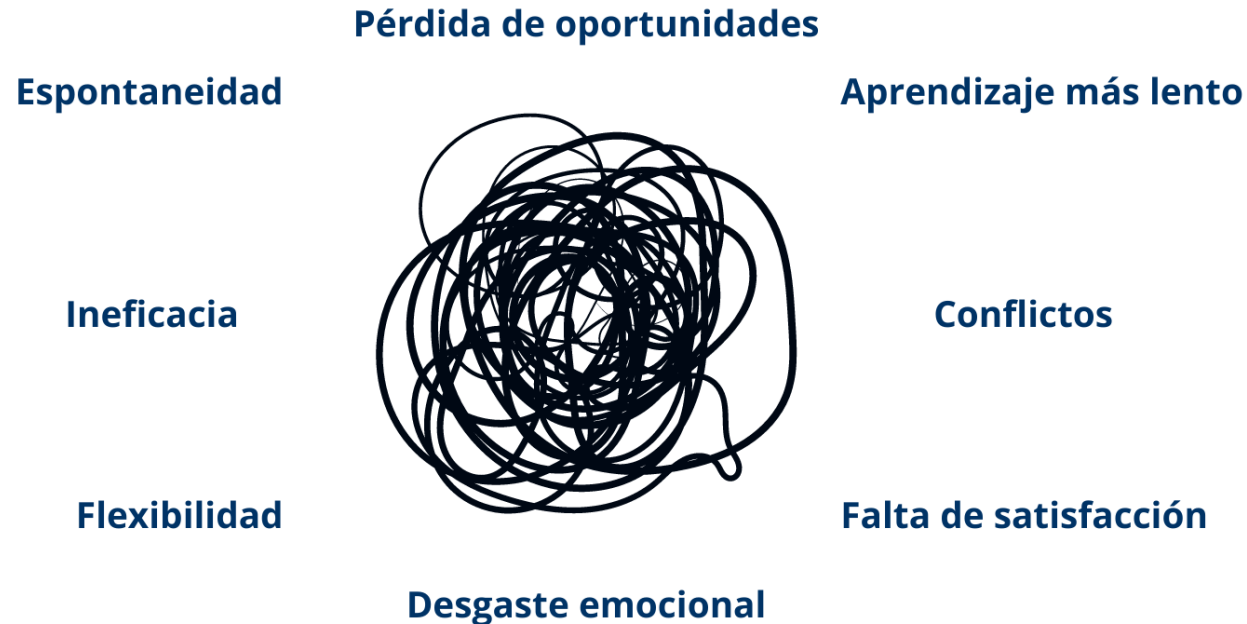 Pérdida de oportunidades
Espontaneidad
Aprendizaje más lento
Ineficacia
Conflictos
Flexibilidad
Falta de satisfacción
Desgaste emocional